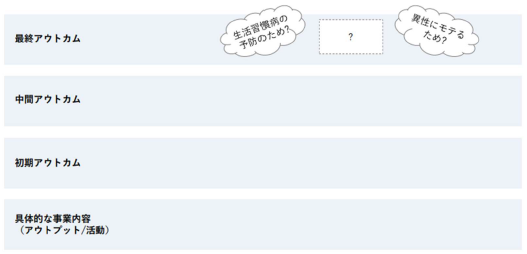 生活習慣病の
予防のため?
?
異性にモテる
ため?
最終アウトカム
中間アウトカム
初期アウトカム
具体的な事業内容
（アウトプット/活動）